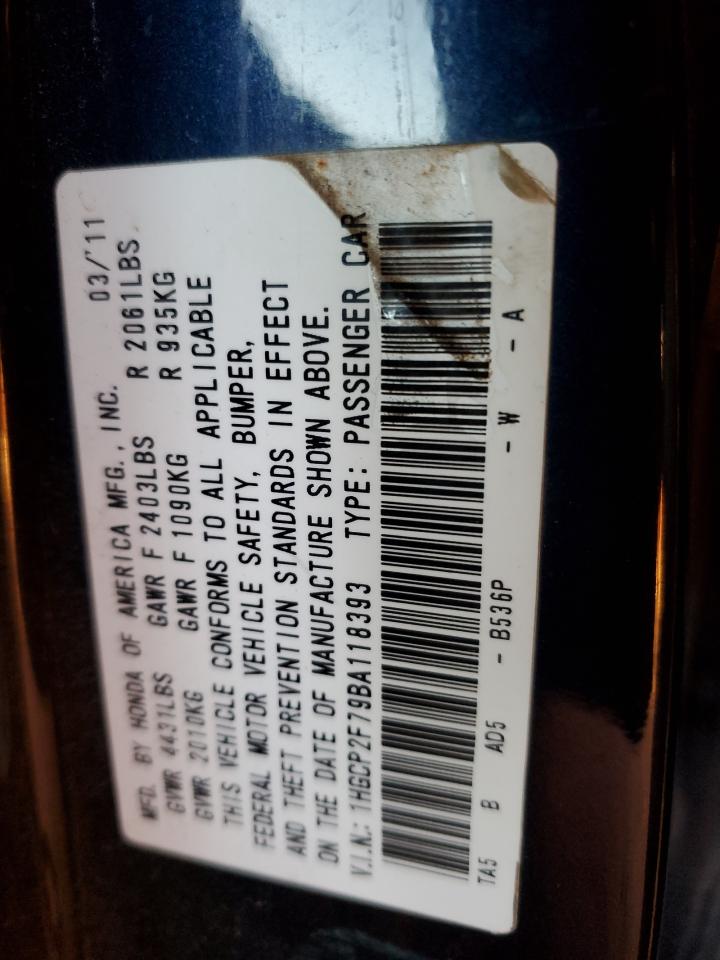 MFD. BY HONDA OF AMERICA MFG., INC. 03/'11
GVWR 4431LBS GAWR F 2403LBS R 2061LBS
GVWR 2010KG GAWR F 1090KG R 935KG
THIS VEHICLE CONFORMS TO ALL APPLICABLE
FEDERAL MOTOR VEHICLE SAFETY, BUMPER,
AND THEFT PREVENTION STANDARDS IN EFFECT
ON THE DATE OF MANUFACTURE SHOWN ABOVE.
V.I.N.: 1HGCP2F79BA118393 TYPE: PASSENGER CAR
TA5 B AD5 - B536P - W - A